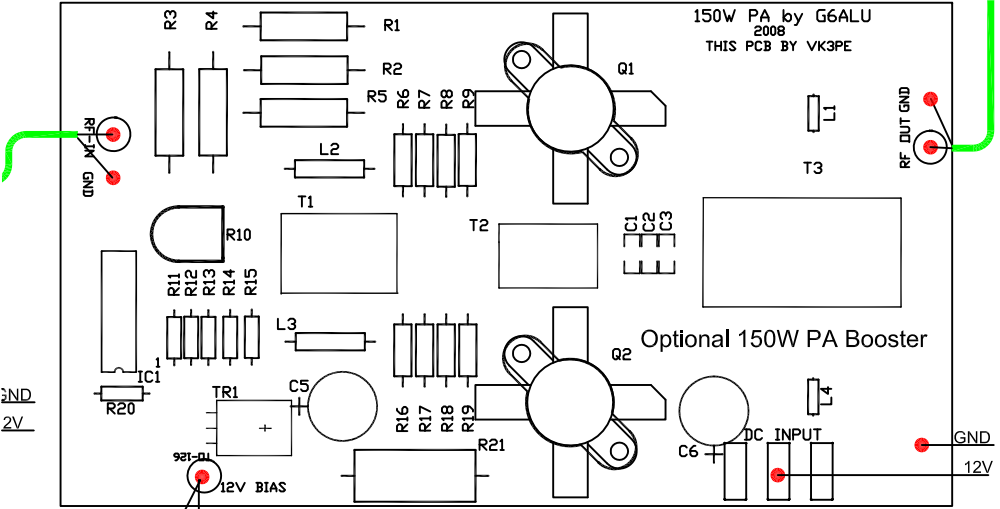 150W PA by G6ALU
2008
THIS PCB BY VK3PE
R3
R4
R1
R2
R5
R6
R7
R8
R9
Q1
L1
RF-IN
GND
L2
T1
T2
C1
C2
C3
T3
RF OUT
GND
R10
R11
R12
R13
R14
R15
L3
1
IC1
R20
TR1
C5
R16
R17
R18
R19
Q2
Optional 150W PA Booster
L4
DC INPUT
C6
R21
TO-126
12V BIAS
GND
2V
GND
12V